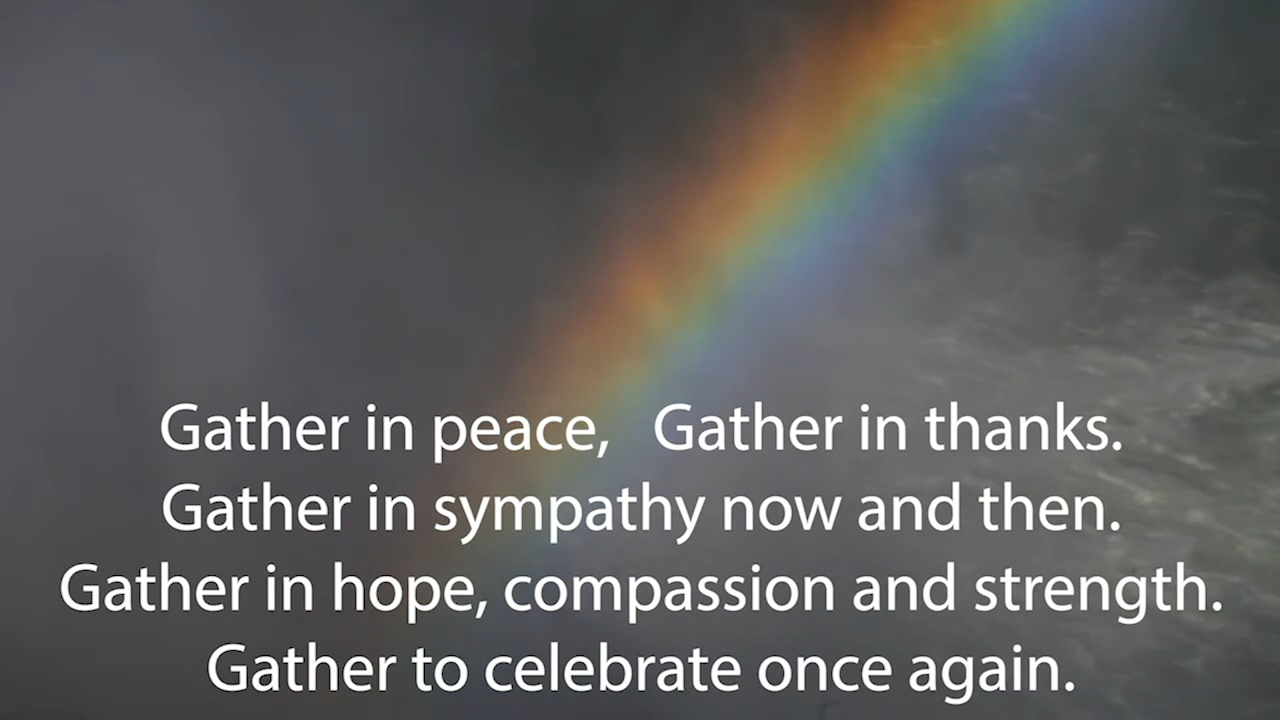 Gather in peace,   Gather in thanks.
Gather in sympathy now and then.
Gather in hope, compassion and strength.
Gather to celebrate once again.